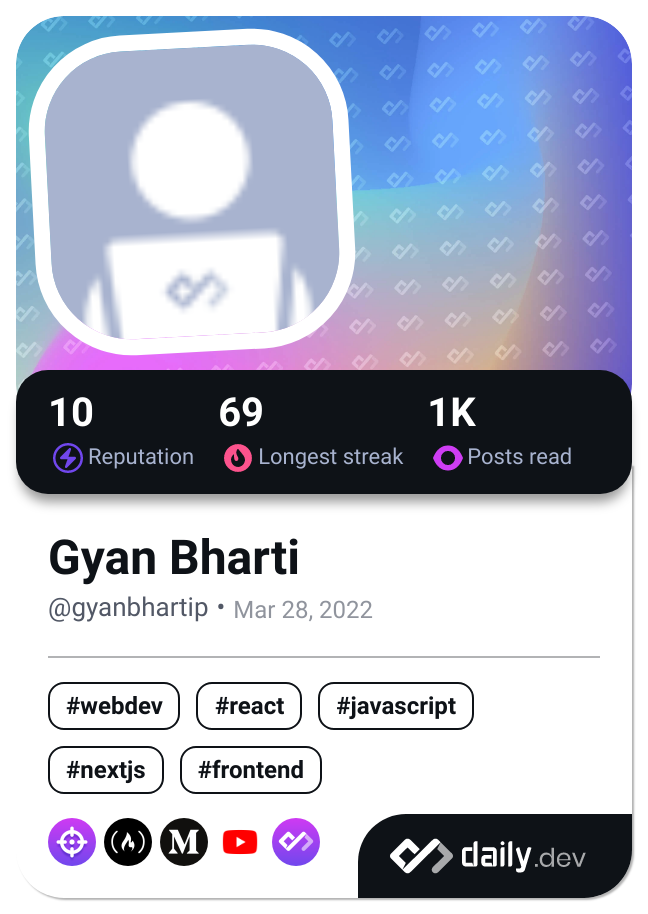 10 69 1K
Reputation Longest streak Posts read
Gyan Bharti
@gyanbhartip • Mar 28, 2022
#webdev #react #javascript
#nextjs #frontend
M
daily.dev